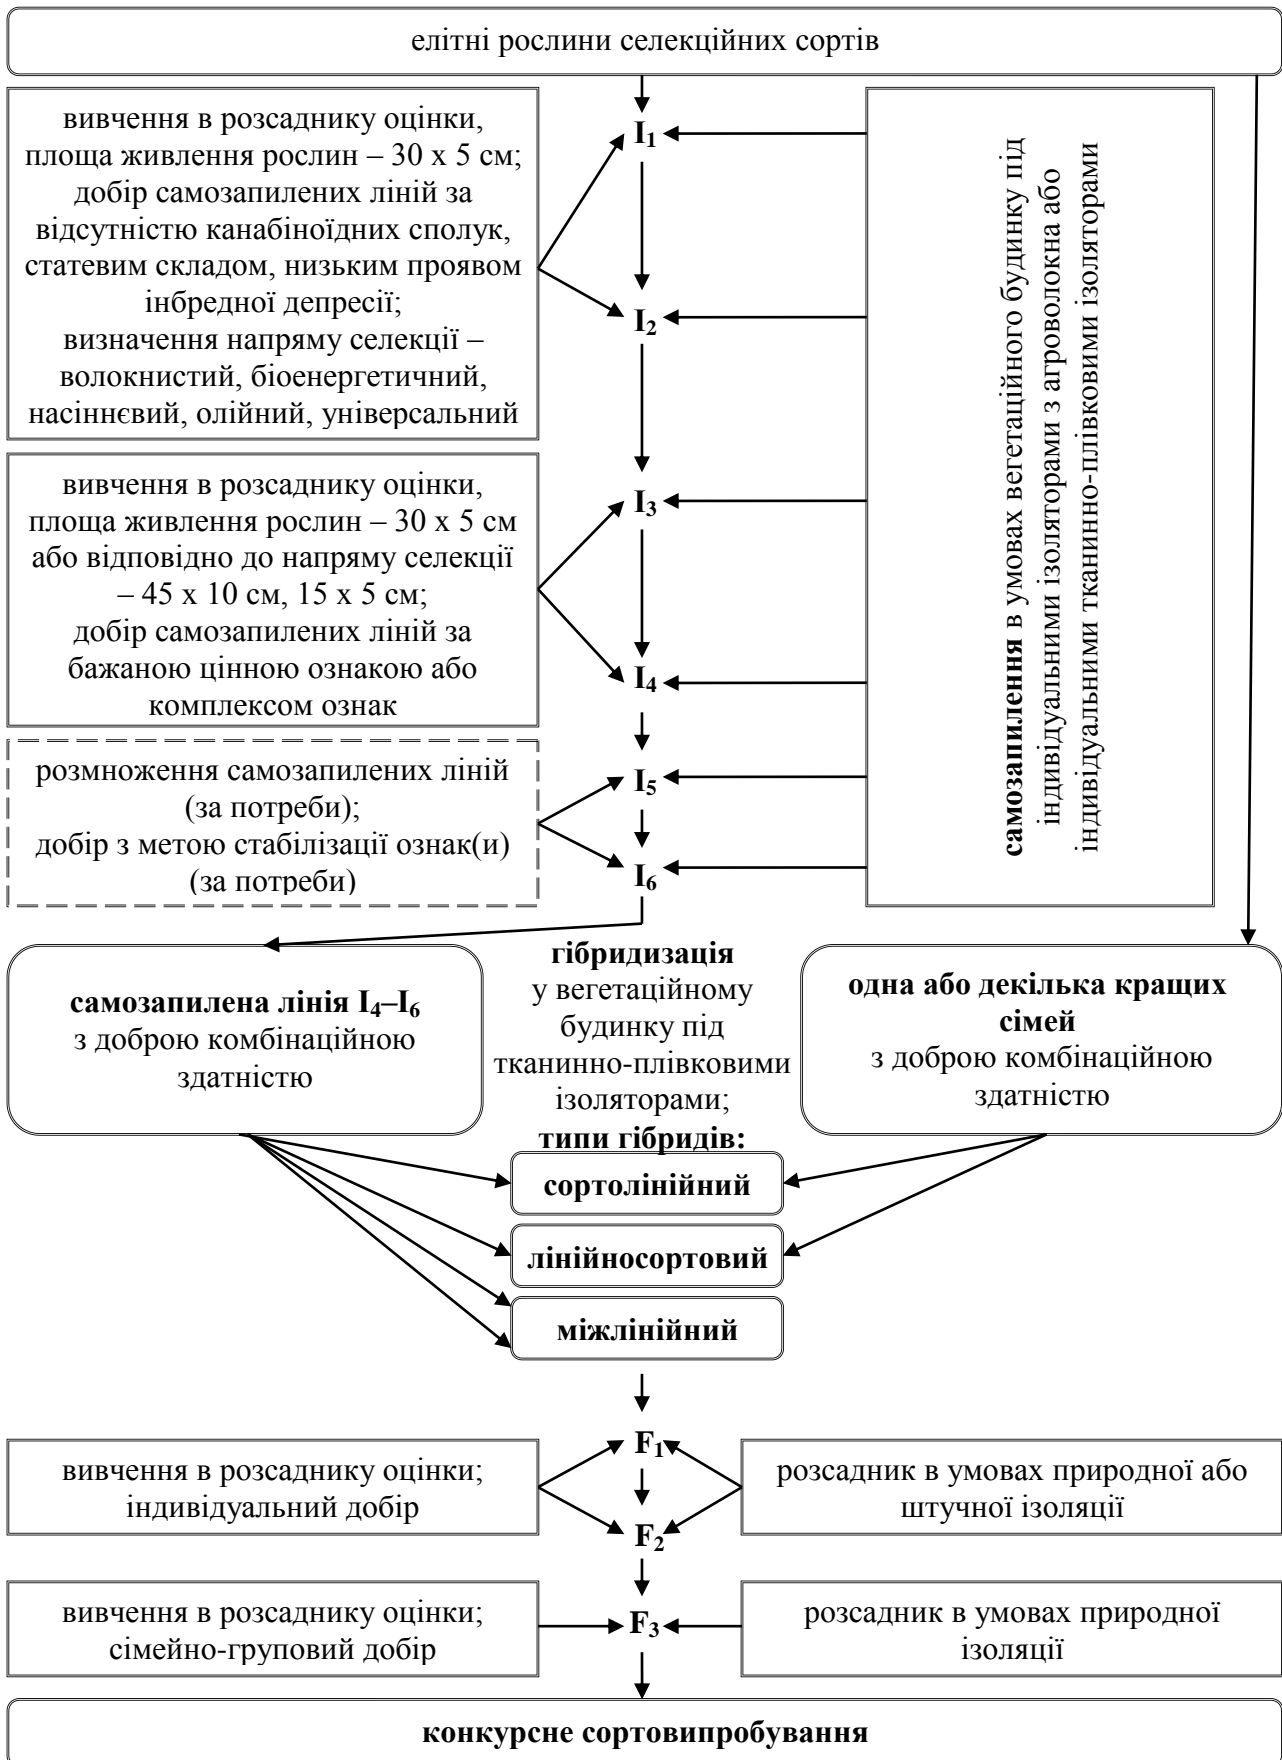 елітні рослини селекційних сортів
вивчення в розсаднику оцінки,
площа живлення рослин – 30 х 5 см;
добір самозапилених ліній за
відсутністю канабіноїдних сполук,
статевим складом, низьким проявом
інбредної депресії;
визначення напряму селекції –
волокнистий, біоенергетичний,
насіннєвий, олійний, універсальний
I₁
I₂
самозапилення в умовах вегетаційного будинку під
індивідуальними ізоляторами з агроволокна або
індивідуальними тканинно-плівковими ізоляторами
вивчення в розсаднику оцінки,
площа живлення рослин – 30 х 5 см
або відповідно до напряму селекції
– 45 х 10 см, 15 х 5 см;
добір самозапилених ліній за
бажаною цінною ознакою або
комплексом ознак
I₃
I₄
розмноження самозапилених ліній
(за потреби);
добір з метою стабілізації ознак(и)
(за потреби)
I₅
I₆
самозапилена лінія I₄–I₆
з доброю комбінаційною
здатністю
гібридизація
у вегетаційному
будинку під
тканинно-плівковими
ізоляторами;
типи гібридів:
одна або декілька кращих
сімей
з доброю комбінаційною
здатністю
сортолінійний
лінійносортовий
міжлінійний
F₁
вивчення в розсаднику оцінки;
індивідуальний добір
розсадник в умовах природної або
штучної ізоляції
F₂
вивчення в розсаднику оцінки;
сімейно-груповий добір
F₃
розсадник в умовах природної
ізоляції
конкурсне сортовипробування